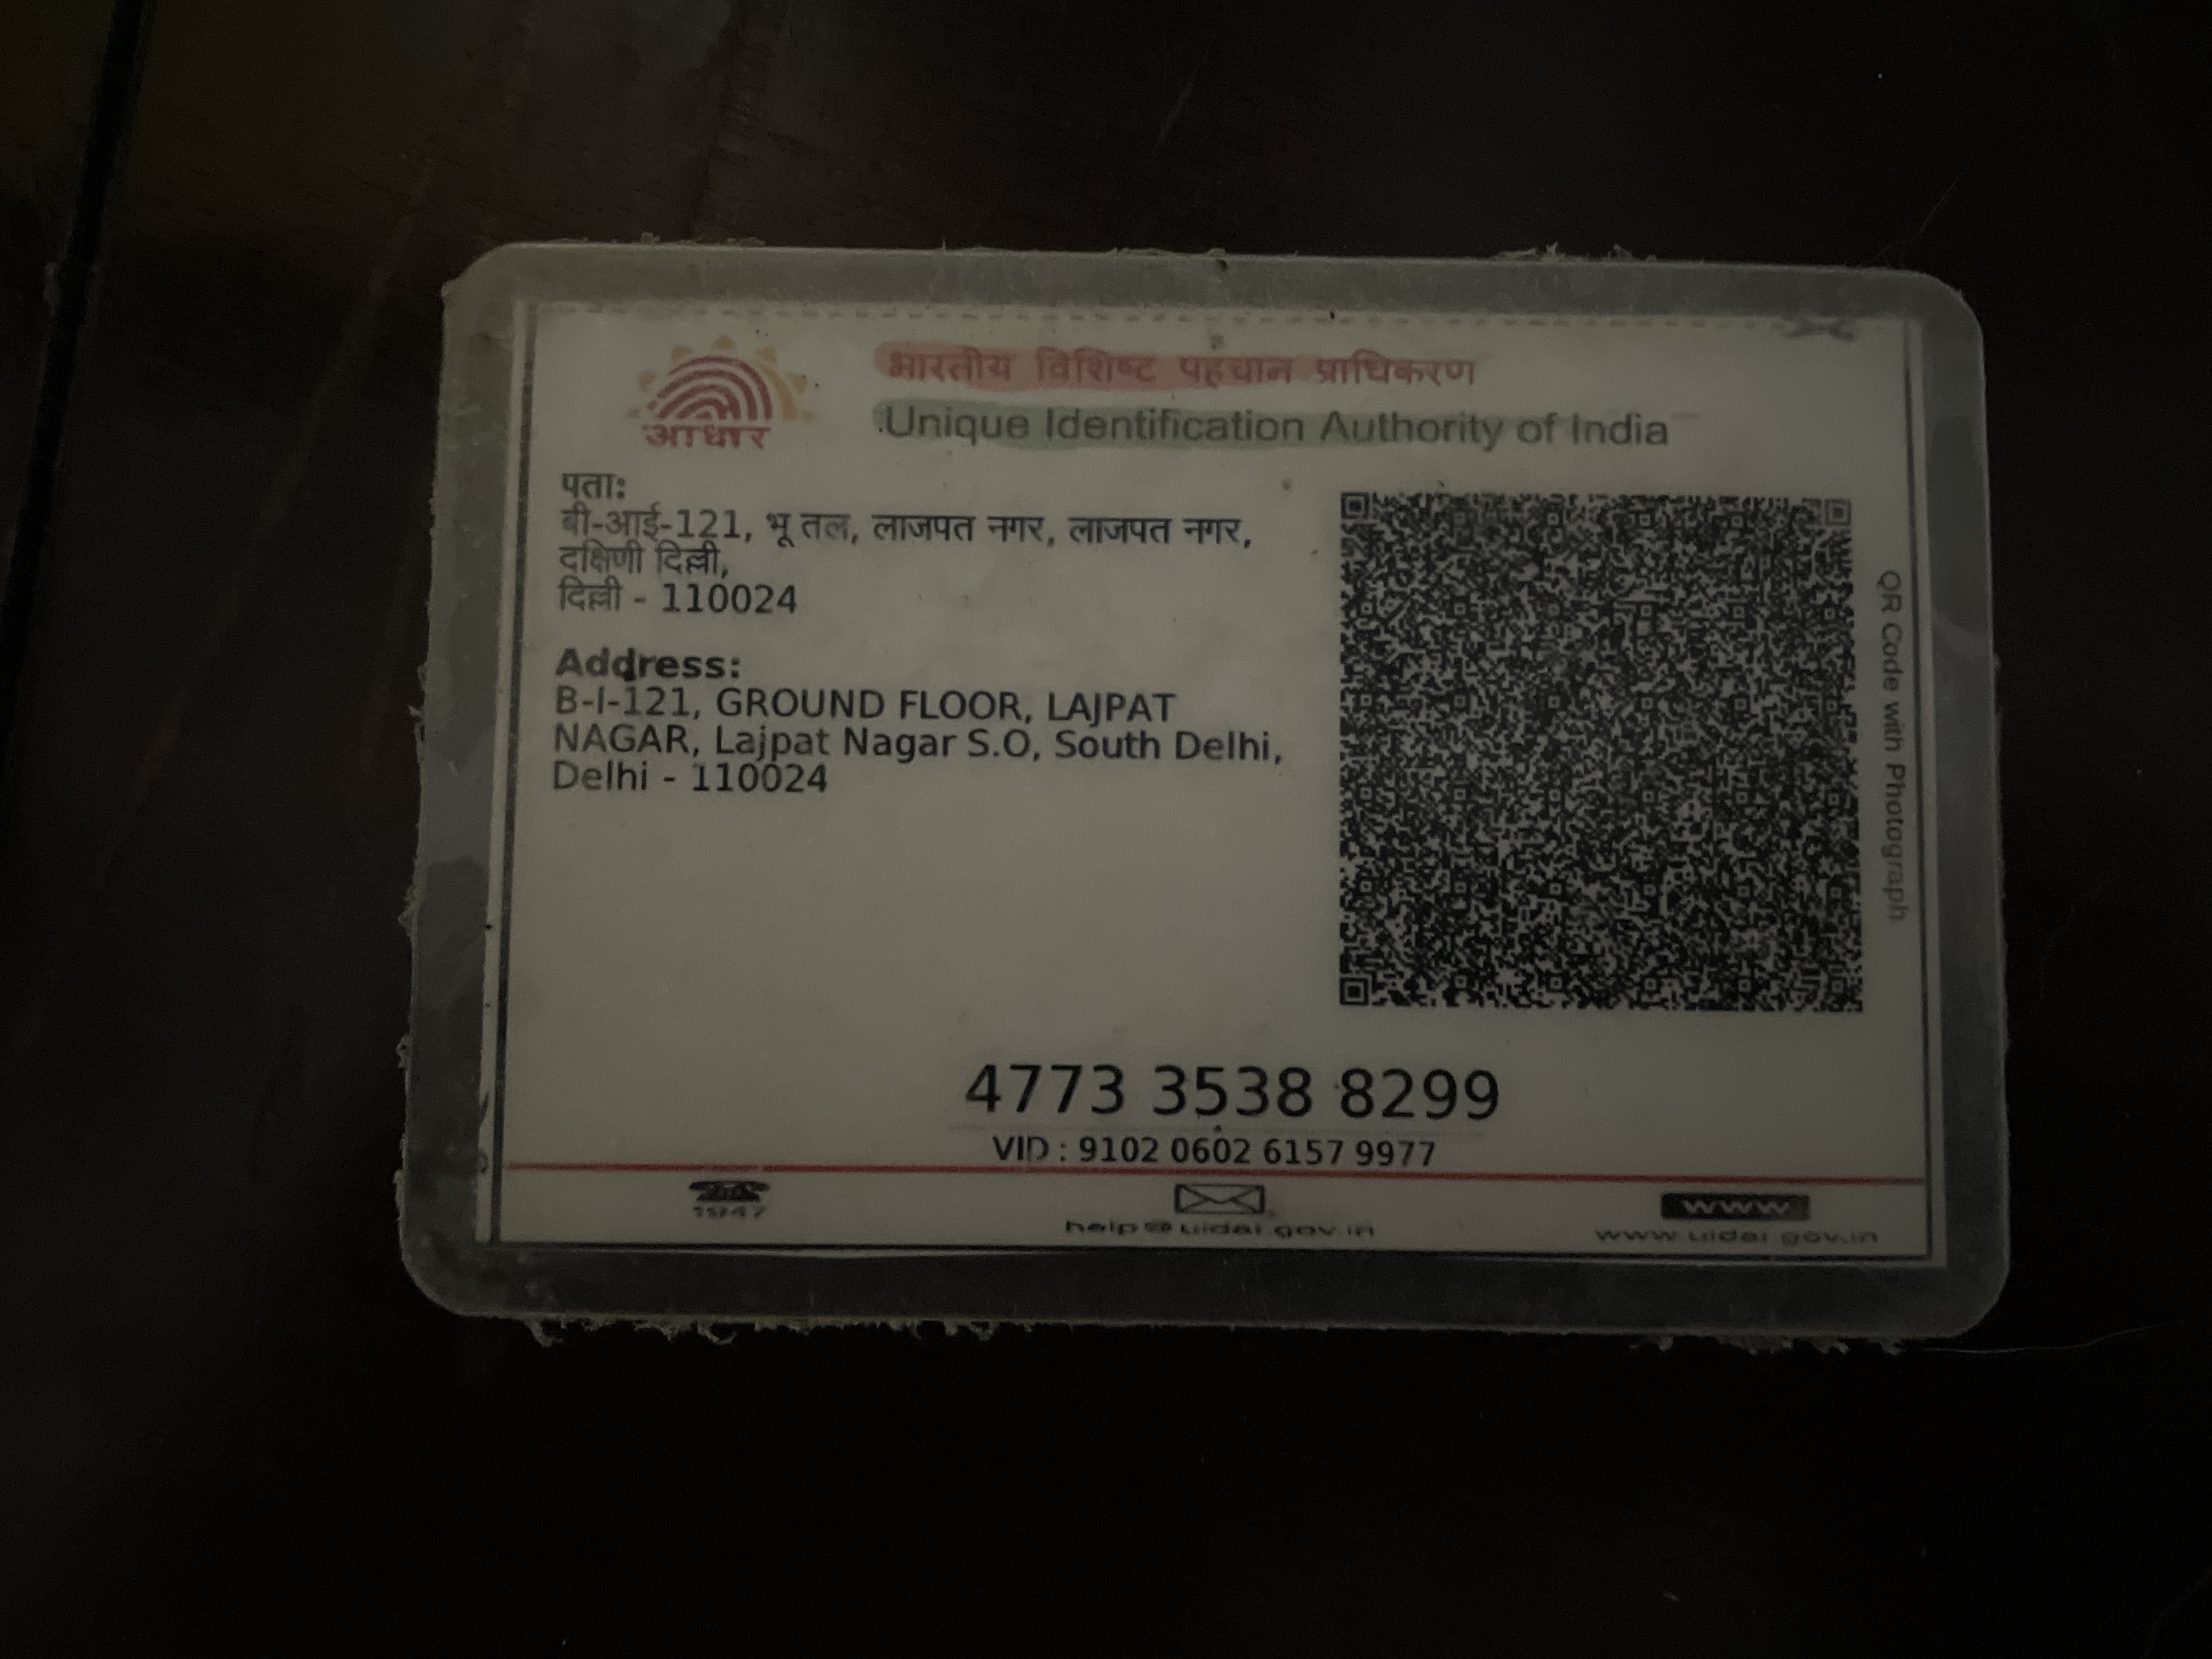 आधार
भारतीय विशिष्ट पहचान प्राधिकरण
Unique Identification Authority of India
पता:
बी-आई-121, भू तल, लाजपत नगर, लाजपत नगर,
दक्षिणी दिल्ली,
दिल्ली - 110024
Address:
B-I-121, GROUND FLOOR, LAJPAT
NAGAR, Lajpat Nagar S.O, South Delhi,
Delhi - 110024
QR Code with Photograph
4773 3538 8299
VID : 9102 0602 6157 9977
1947
help@uidai.gov.in
www
www.uidai.gov.in